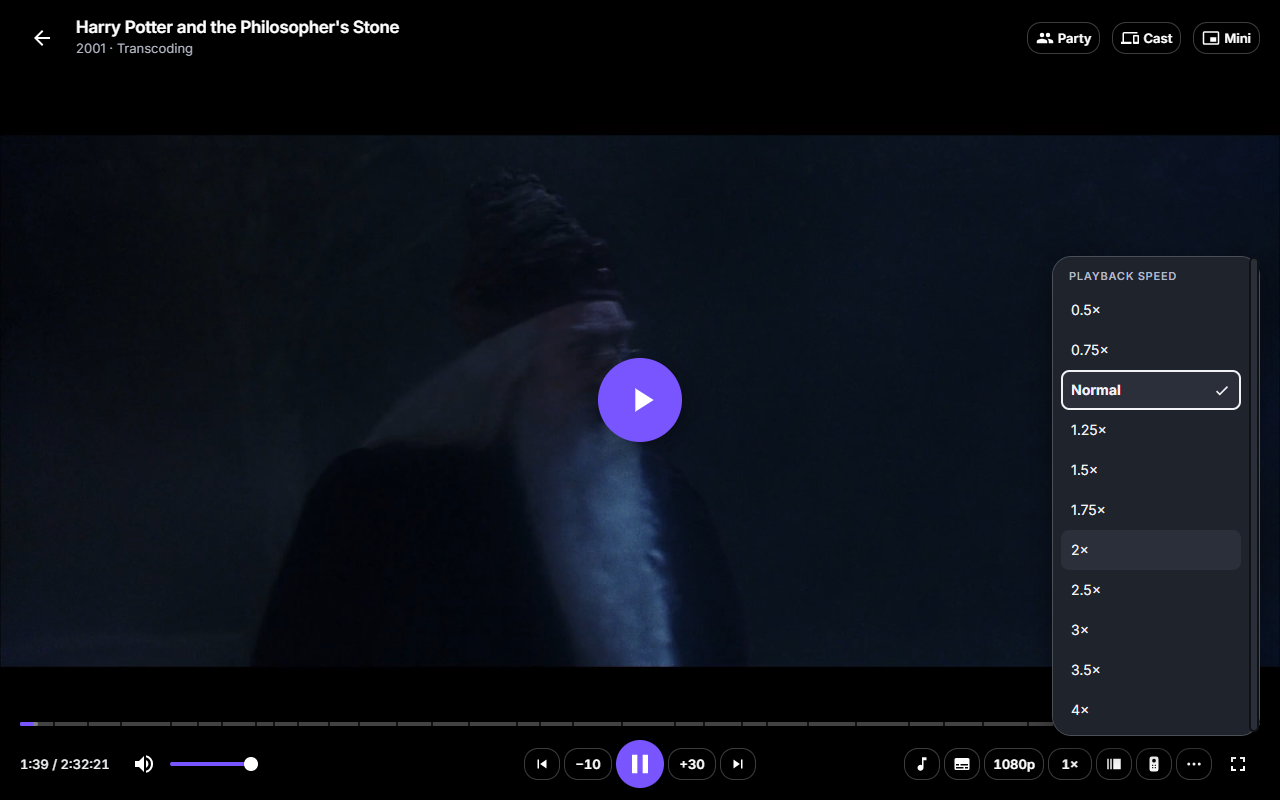 Harry Potter and the Philosopher's Stone
2001 · Transcoding
Party
Cast
Mini
PLAYBACK SPEED
0.5×
0.75×
Normal
1.25×
1.5×
1.75×
2×
2.5×
3×
3.5×
4×
1:39 / 2:32:21
−10
+30
1080p
1×